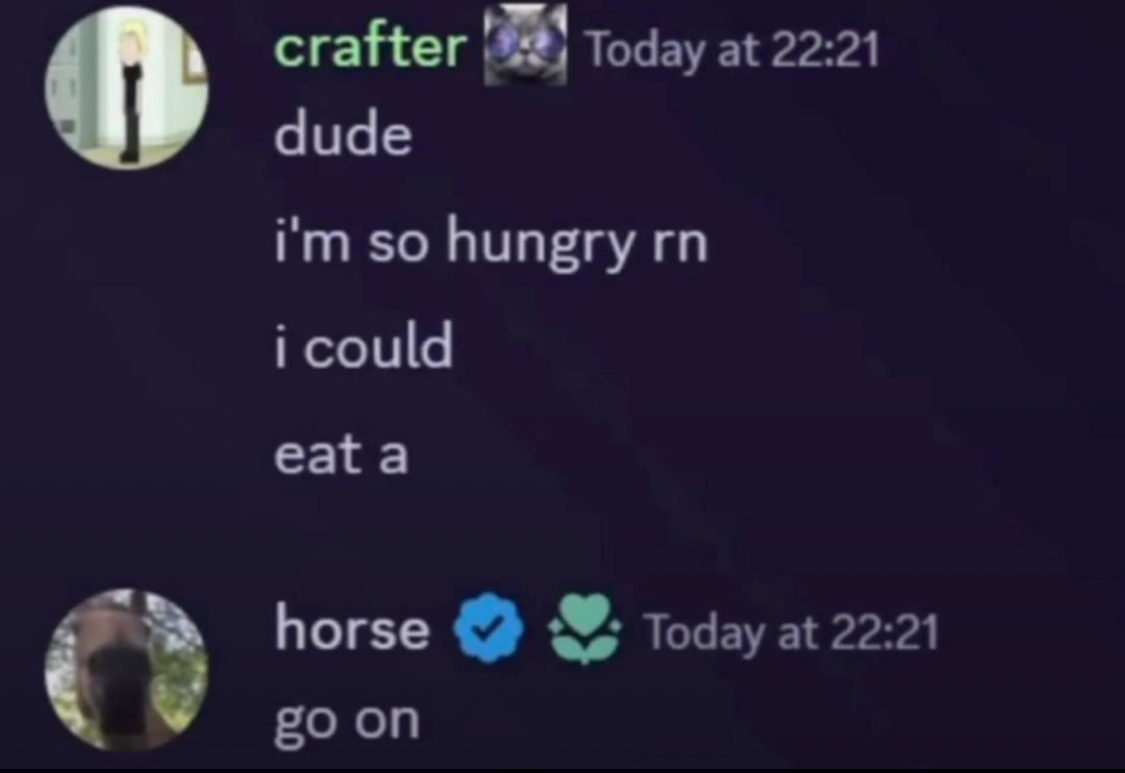 crafter Today at 22:21
dude
i'm so hungry rn
i could
eat a
horse Today at 22:21
go on